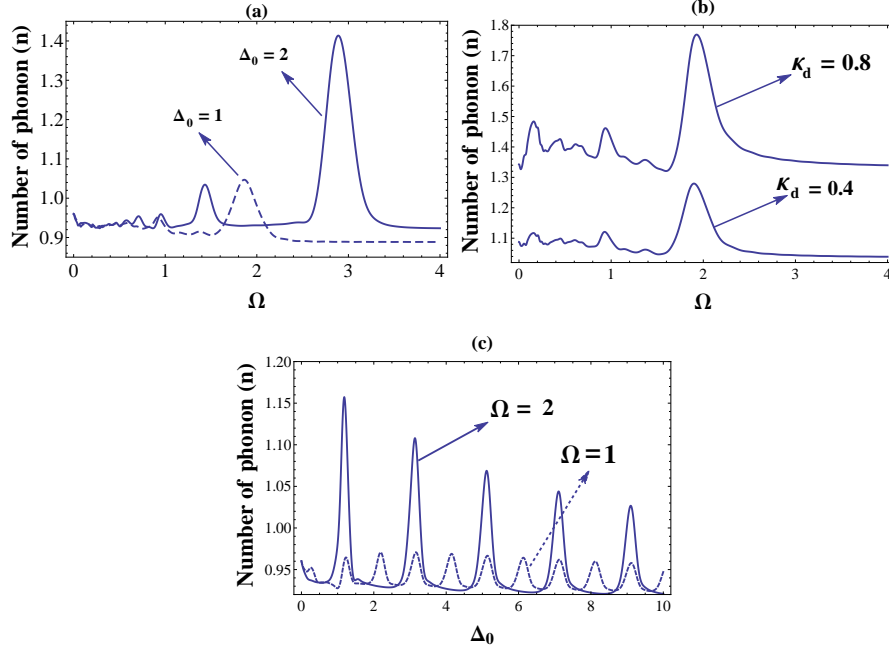 (a)
Number of phonon (n)
1.4
1.3
1.2
1.1
1.0
0.9
Δ₀ = 2
Δ₀ = 1
0 1 2 3 4
Ω
(b)
Number of phonon (n)
1.8
1.7
1.6
1.5
1.4
1.3
1.2
1.1
κd = 0.8
κd = 0.4
0 1 2 3 4
Ω
(c)
Number of phonon (n)
1.20
1.15
1.10
1.05
1.00
0.95
Ω = 2
Ω = 1
0 2 4 6 8 10
Δ₀